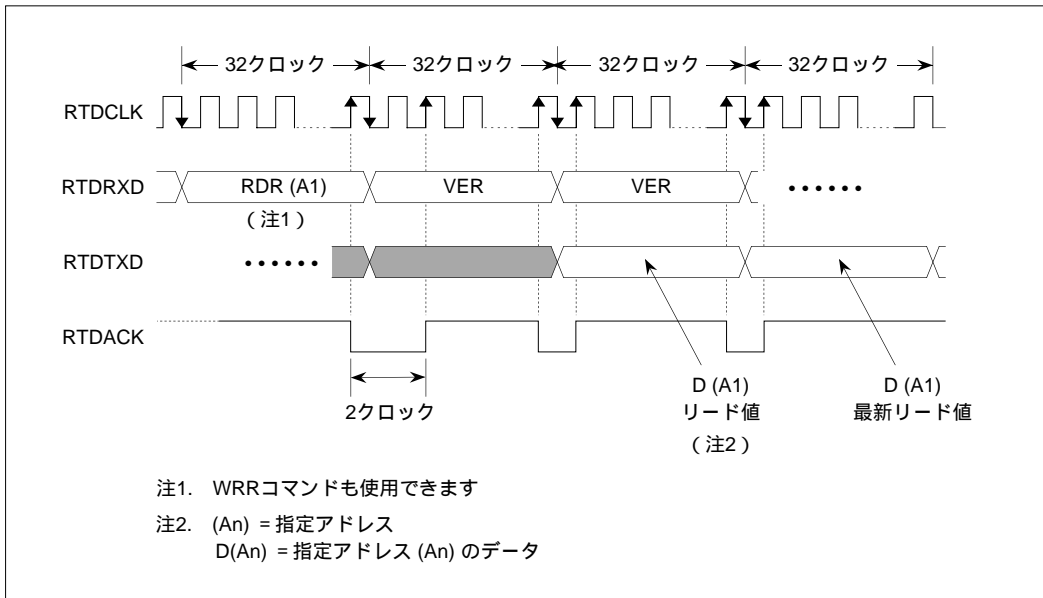 32クロック 32クロック 32クロック 32クロック
RTDCLK
RTDRXD RDR (A1) VER VER ••••••
（注1）
RTDTXD ••••••
RTDACK
2クロック
D (A1) D (A1)
リード値 最新リード値
（注2）
注1. WRRコマンドも使用できます
注2. (An) = 指定アドレス
D(An) = 指定アドレス (An) のデータ